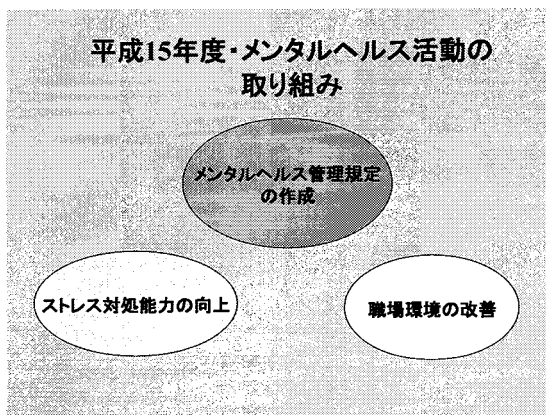 平成15年度・メンタルヘルス活動の
取り組み
メンタルヘルス管理規定
の作成
ストレス対処能力の向上
職場環境の改善